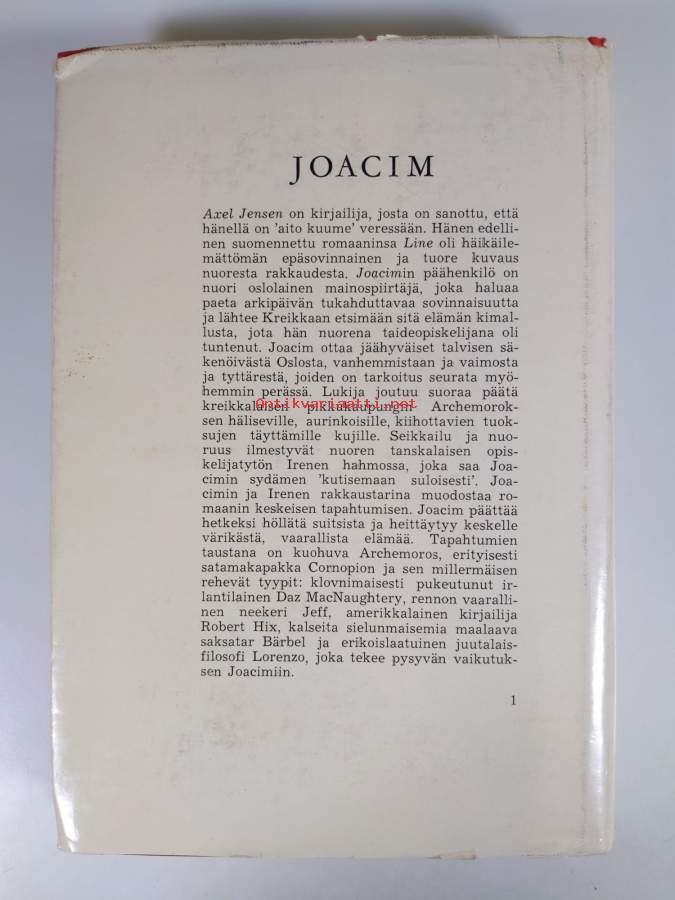 JOACIM
Axel Jensen on kirjailija, josta on sanottu, että
hänellä on 'aito kuume' veressään. Hänen edelli-
nen suomennettu romaaninsa Line oli häikäile-
mättömän epäsovinnainen ja tuore kuvaus
nuoresta rakkaudesta. Joacimin päähenkilö on
nuori oslolainen mainospiirtäjä, joka haluaa
paeta arkipäivän tukahduttavaa sovinnaisuutta
ja lähtee Kreikkaan etsimään sitä elämän kimal-
lusta, jota hän nuorena taideopiskelijana oli
tuntenut. Joacim ottaa jäähyväiset talvisen sä-
kenöivästä Oslosta, vanhemmistaan ja vaimosta
ja tyttärestä, joiden on tarkoitus seurata myö-
hemmin perässä. Lukija joutuu suoraa päätä
Antikvariaatti.net
kreikkalaisen pikkukaupungin Archemorok-
sen häliseville, aurinkoisille, kiihottavien tuok-
sujen täyttämille kujille. Seikkailu ja nuo-
ruus ilmestyvät nuoren tanskalaisen opis-
kelijatytön Irenen hahmossa, joka saa Joa-
cimin sydämen 'kutisemaan suloisesti'. Joa-
cimin ja Irenen rakkaustarina muodostaa ro-
maanin keskeisen tapahtumisen. Joacim päättää
hetkeksi höllätä suitsista ja heittäytyy keskelle
värikästä, vaarallista elämää. Tapahtumien
taustana on kuohuva Archemoros, erityisesti
satamakapakka Cornopion ja sen millermäisen
rehevät tyypit: klovnimaisesti pukeutunut ir-
lantilainen Daz MacNaughtery, rennon vaaralli-
nen neekeri Jeff, amerikkalainen kirjailija
Robert Hix, kalseita sielunmaisemia maalaava
saksatar Bärbel ja erikoislaatuinen juutalais-
filosofi Lorenzo, joka tekee pysyvän vaikutuk-
sen Joacimiin.
1